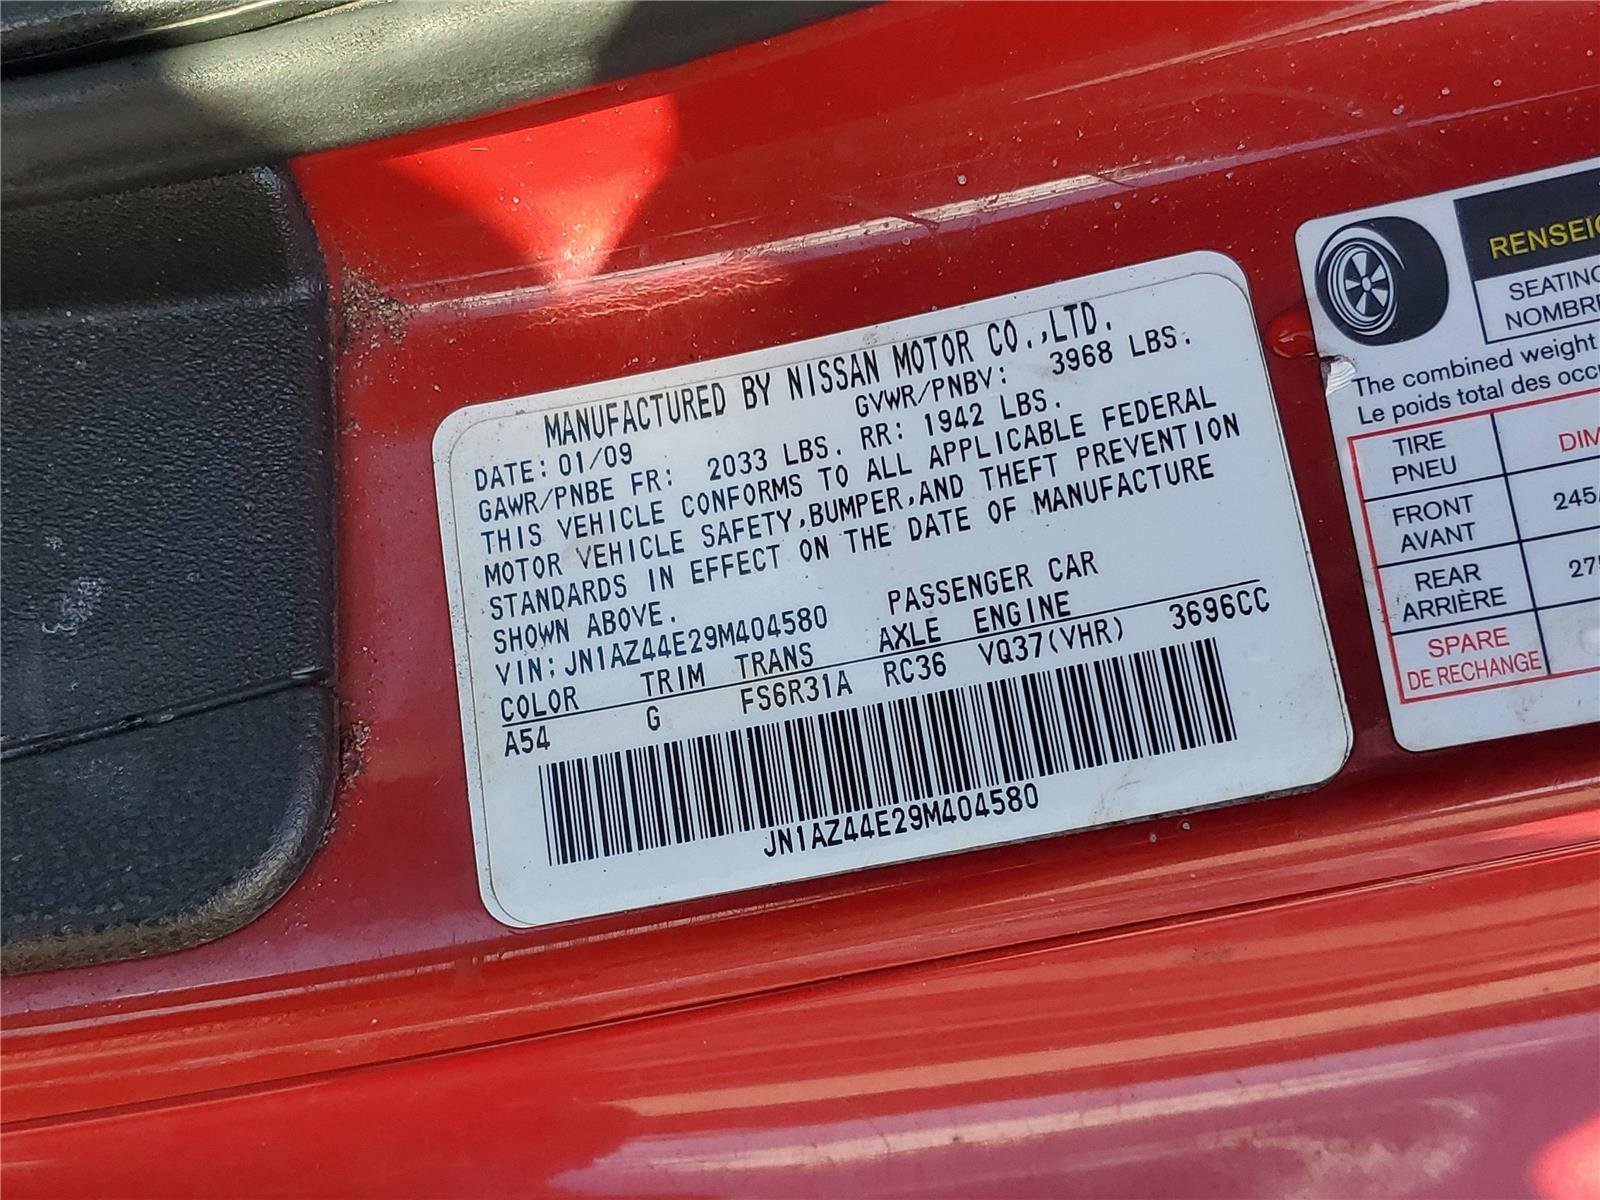 MANUFACTURED BY NISSAN MOTOR CO.,LTD.
DATE: 01/09 GVWR/PNBV: 3968 LBS.
GAWR/PNBE FR: 2033 LBS. RR: 1942 LBS.
THIS VEHICLE CONFORMS TO ALL APPLICABLE FEDERAL
MOTOR VEHICLE SAFETY,BUMPER,AND THEFT PREVENTION
STANDARDS IN EFFECT ON THE DATE OF MANUFACTURE
SHOWN ABOVE.
VIN: JN1AZ44E29M404580 PASSENGER CAR
COLOR TRIM TRANS AXLE ENGINE
A54 G FS6R31A RC36 VQ37(VHR) 3696CC
JN1AZ44E29M404580
RENSEIG
SEATING
NOMBRE
The combined weight
Le poids total des occu
TIRE
PNEU
DIM
FRONT
AVANT
245/
REAR
ARRIÈRE
27
SPARE
DE RECHANGE